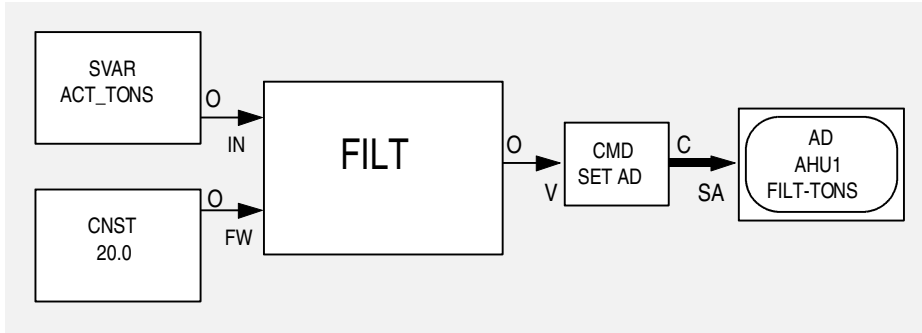 SVAR
ACT_TONS
O
IN
CNST
20.0
O
FW
FILT
O
V
CMD
SET AD
C
SA
AD
AHU1
FILT-TONS